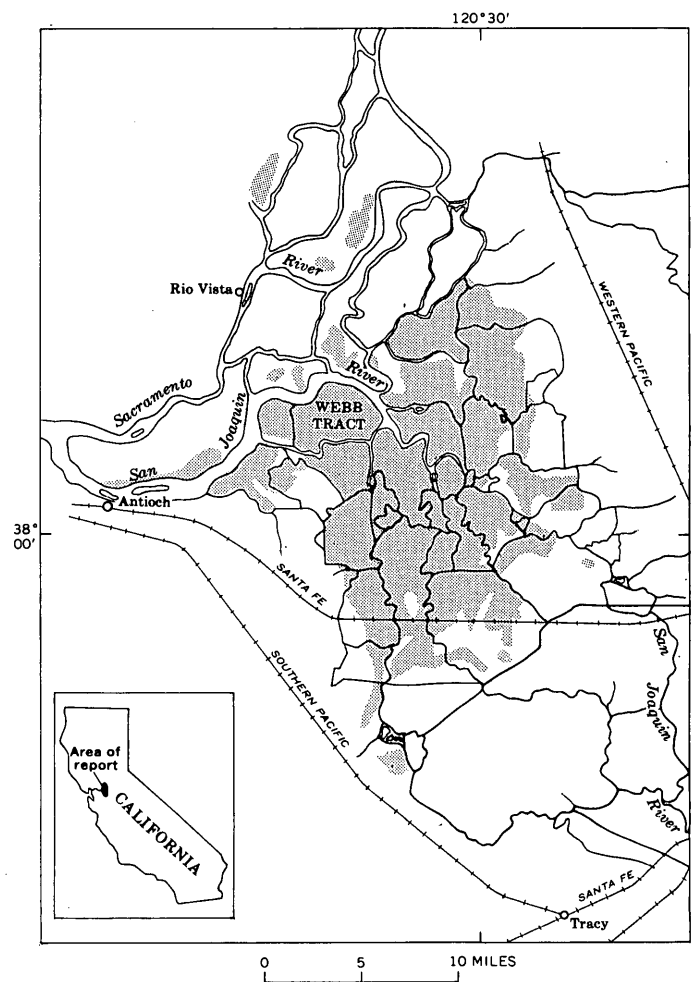 120°30′
River
Rio Vista
WESTERN PACIFIC
River
Sacramento
Joaquin
WEBB
TRACT
San
Antioch
38°
00′
SANTA FE
San
SOUTHERN PACIFIC
Joaquin
Area of
report
CALIFORNIA
River
SANTA FE
Tracy
0 5 10 MILES